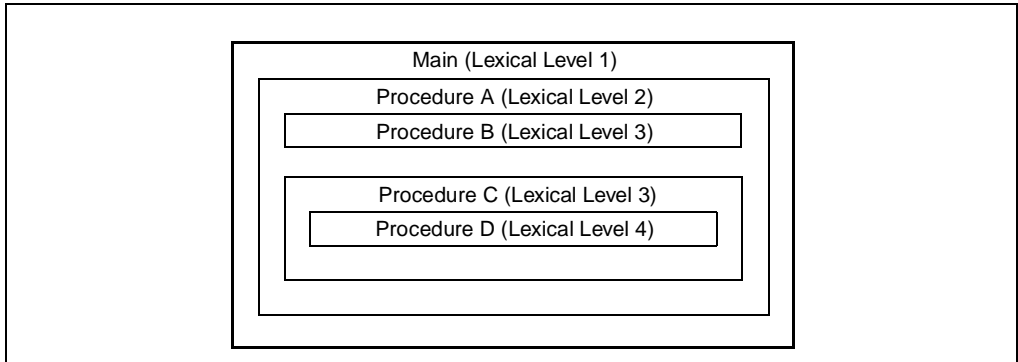 Main (Lexical Level 1)
Procedure A (Lexical Level 2)
Procedure B (Lexical Level 3)
Procedure C (Lexical Level 3)
Procedure D (Lexical Level 4)